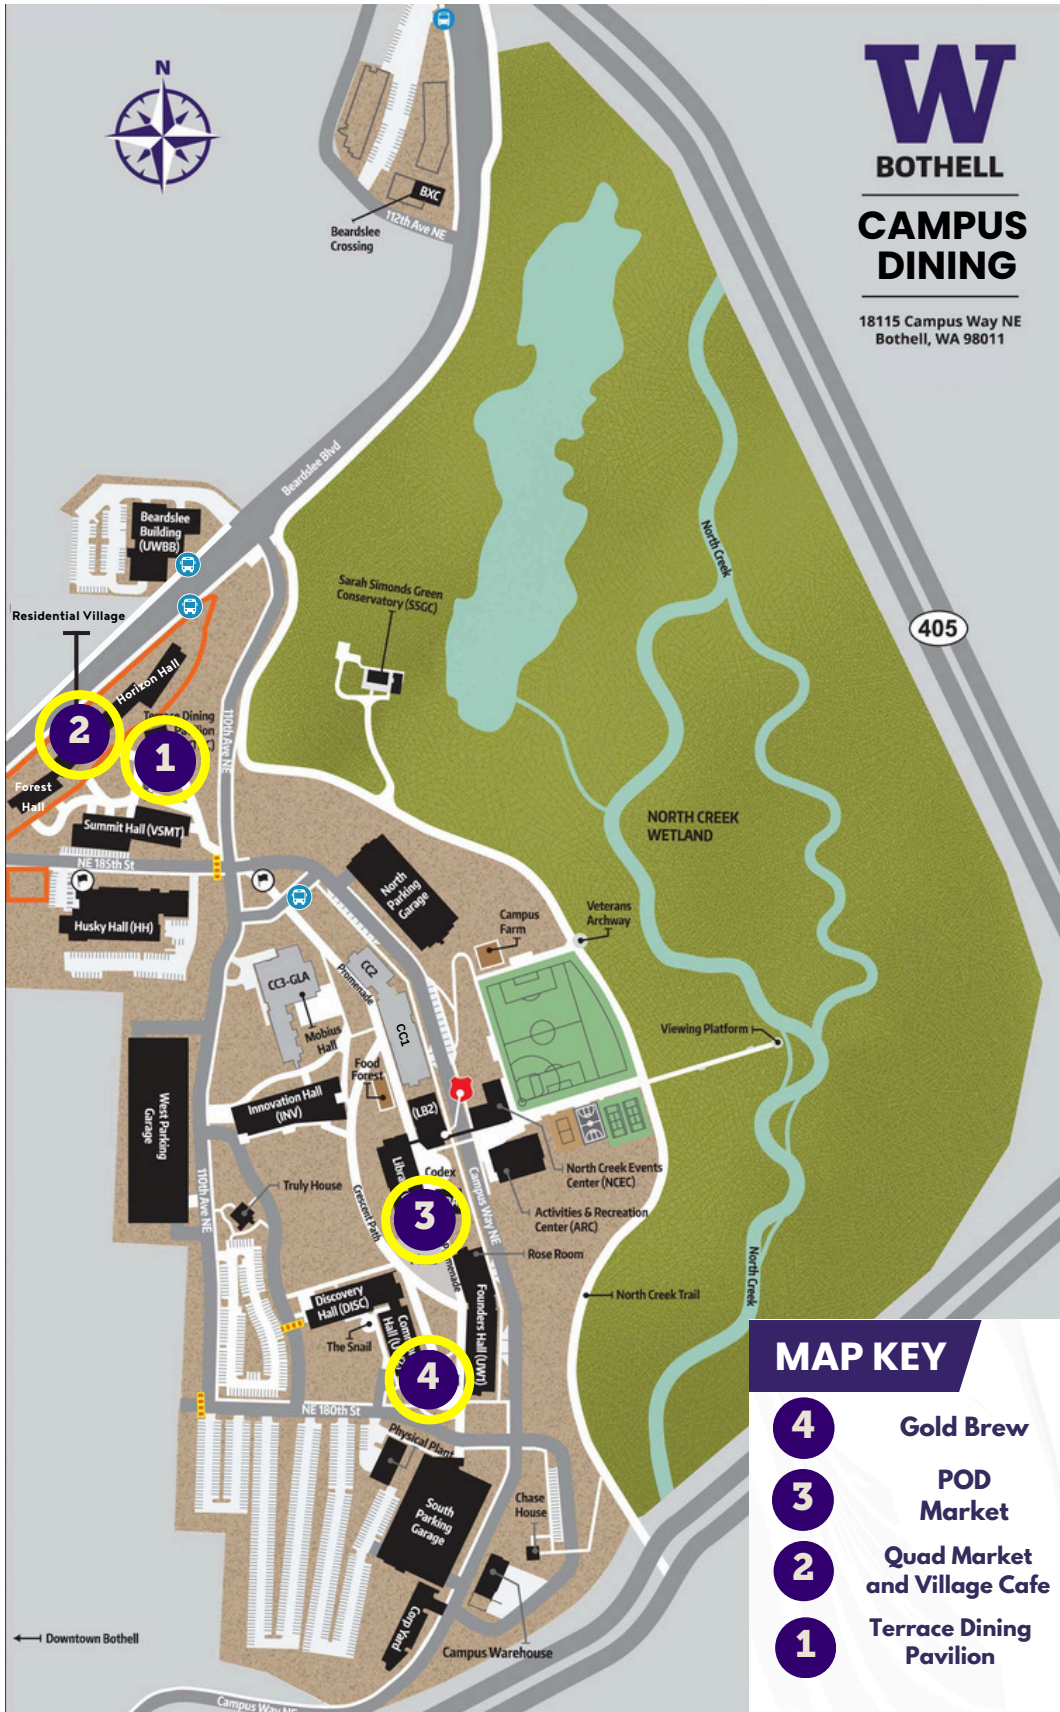 N
W
BOTHELL
CAMPUS
DINING
18115 Campus Way NE
Bothell, WA 98011
BXC
112th Ave NE
Beardslee
Crossing
Beardslee Blvd
Beardslee
Building
(UWBB)
Residential Village
Horizon Hall
2
Terrace Dining
1
Forest
Hall
Summit Hall (VSMT)
110th Ave NE
NE 185th St
Husky Hall (HH)
Sarah Simonds Green
Conservatory (SSGC)
North Creek
405
NORTH CREEK
WETLAND
North
Parking
Garage
Campus
Farm
Veterans
Archway
CC3-GLA
CC2
Promenade
CC1
Mobius
Hall
Food
Forest
Viewing Platform
Innovation Hall
(INV)
(LB2)
West Parking
Garage
110th Ave NE
Truly House
Crescent Path
Codex
3
Campus Way NE
North Creek Events
Center (NCEC)
Activities & Recreation
Center (ARC)
Rose Room
North Creek Trail
North Creek
Discovery
Hall (DISC)
The Snail
Founders Hall (UW1)
4
NE 180th St
Physical Plant
South
Parking
Garage
Chase
House
Corp Yard
Campus Warehouse
Downtown Bothell
Campus Way NE
MAP KEY
4 Gold Brew
3 POD
Market
2 Quad Market
and Village Cafe
1 Terrace Dining
Pavilion